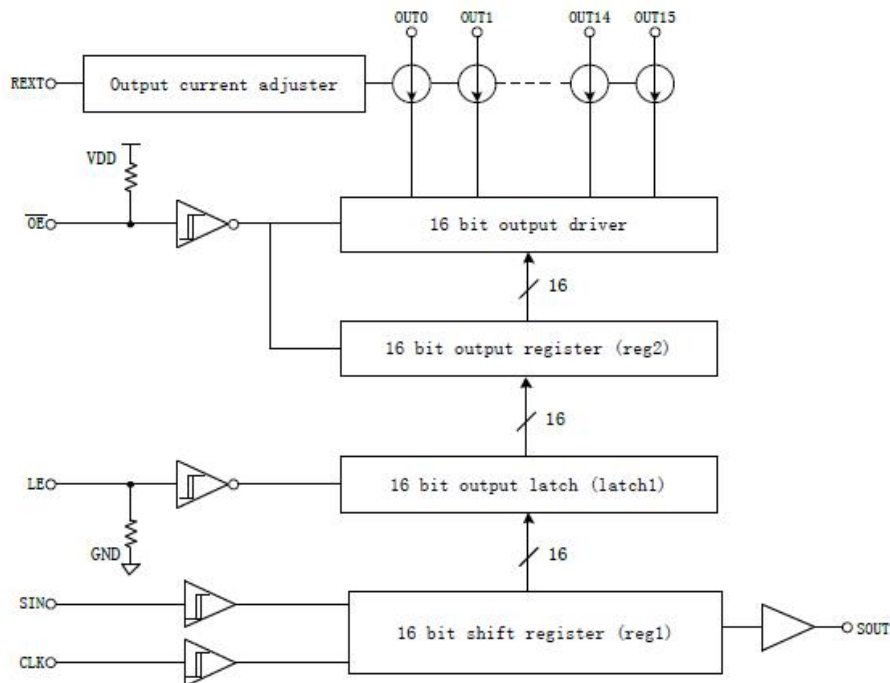 OUT0 OUT1 OUT14 OUT15
REXT
Output current adjuster
VDD
OE
16 bit output driver
16
16 bit output register (reg2)
16
LE
16 bit output latch (latch1)
GND
16
SIN
16 bit shift register (reg1)
SOUT
CLK